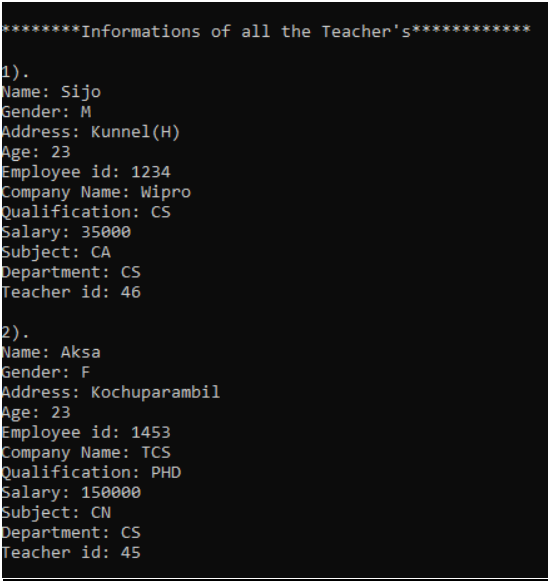 ********Informations of all the Teacher's************
1).
Name: Sijo
Gender: M
Address: Kunnel(H)
Age: 23
Employee id: 1234
Company Name: Wipro
Qualification: CS
Salary: 35000
Subject: CA
Department: CS
Teacher id: 46
2).
Name: Aksa
Gender: F
Address: Kochuparambil
Age: 23
Employee id: 1453
Company Name: TCS
Qualification: PHD
Salary: 150000
Subject: CN
Department: CS
Teacher id: 45